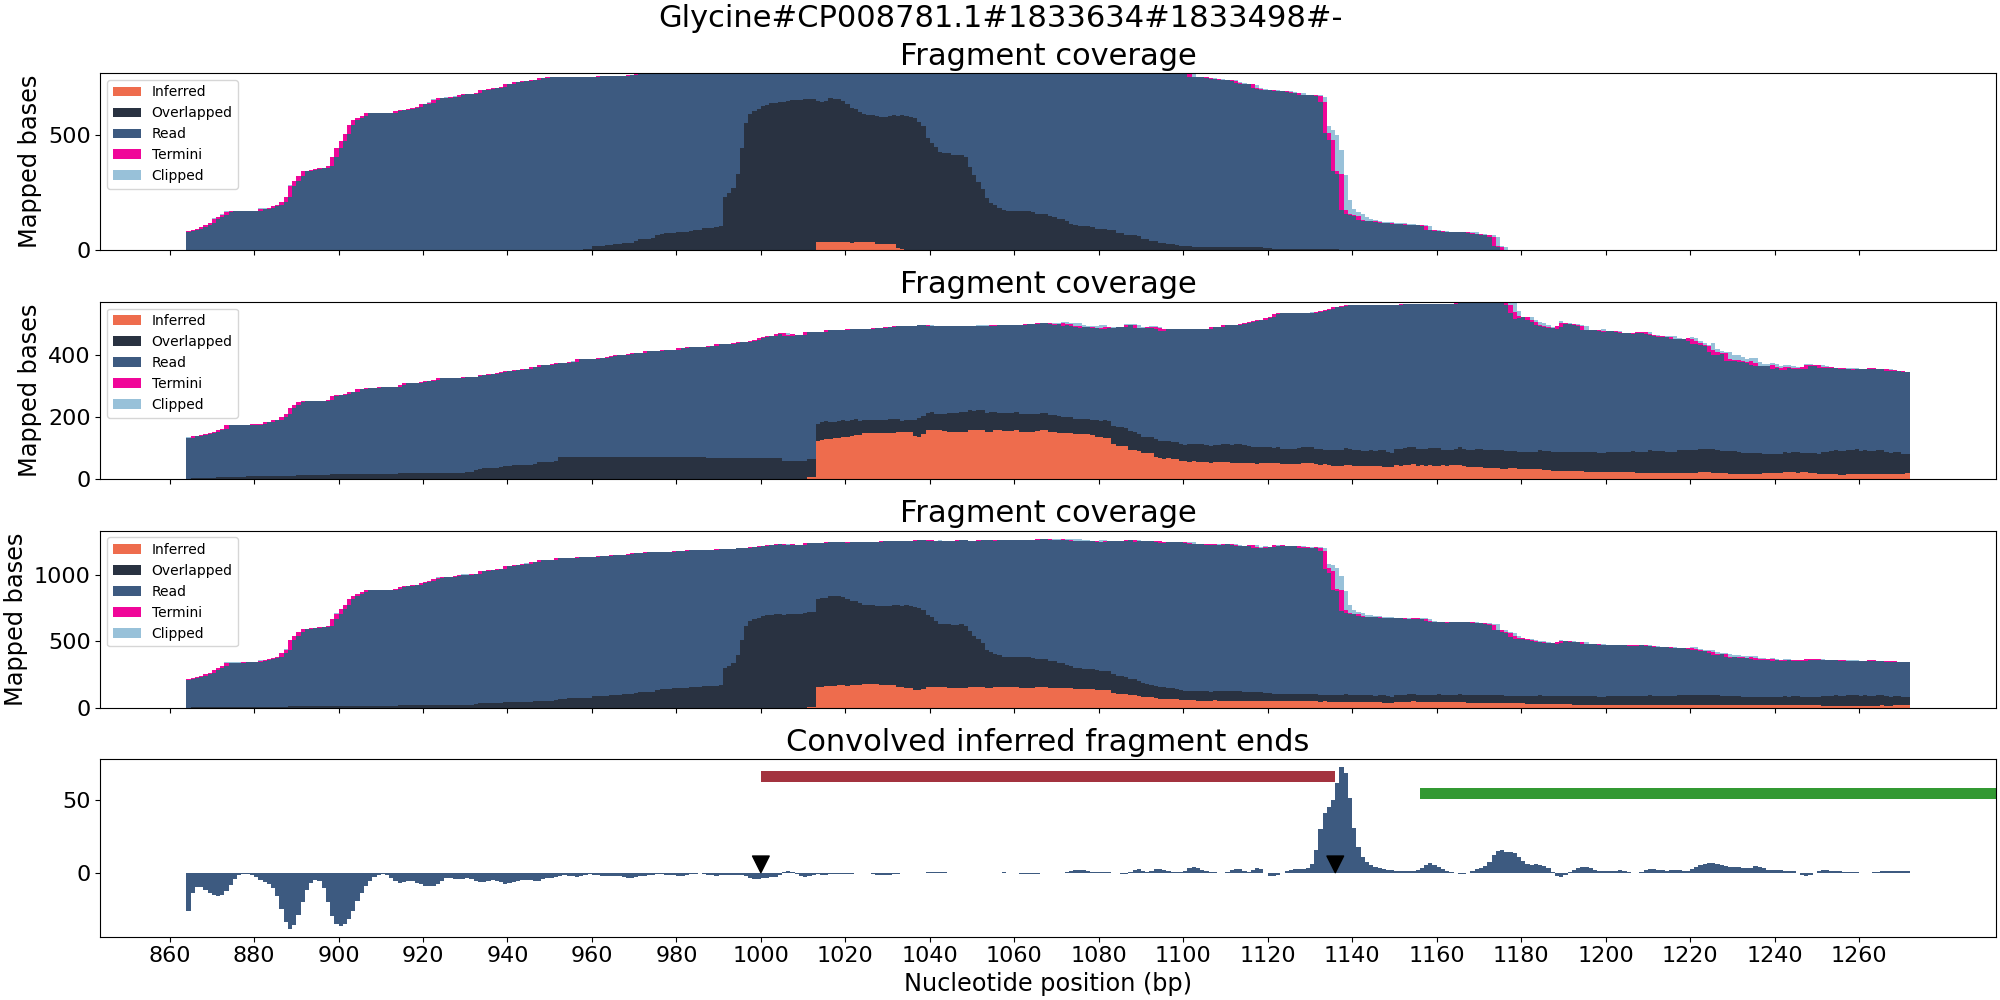 Glycine#CP008781.1#1833634#1833498#-
Fragment coverage
Mapped bases
500
0
Inferred
Overlapped
Read
Termini
Clipped
Fragment coverage
Mapped bases
400
200
0
Inferred
Overlapped
Read
Termini
Clipped
Fragment coverage
Mapped bases
1000
500
0
Inferred
Overlapped
Read
Termini
Clipped
Convolved inferred fragment ends
50
0
860 880 900 920 940 960 980 1000 1020 1040 1060 1080 1100 1120 1140 1160 1180 1200 1220 1240 1260
Nucleotide position (bp)